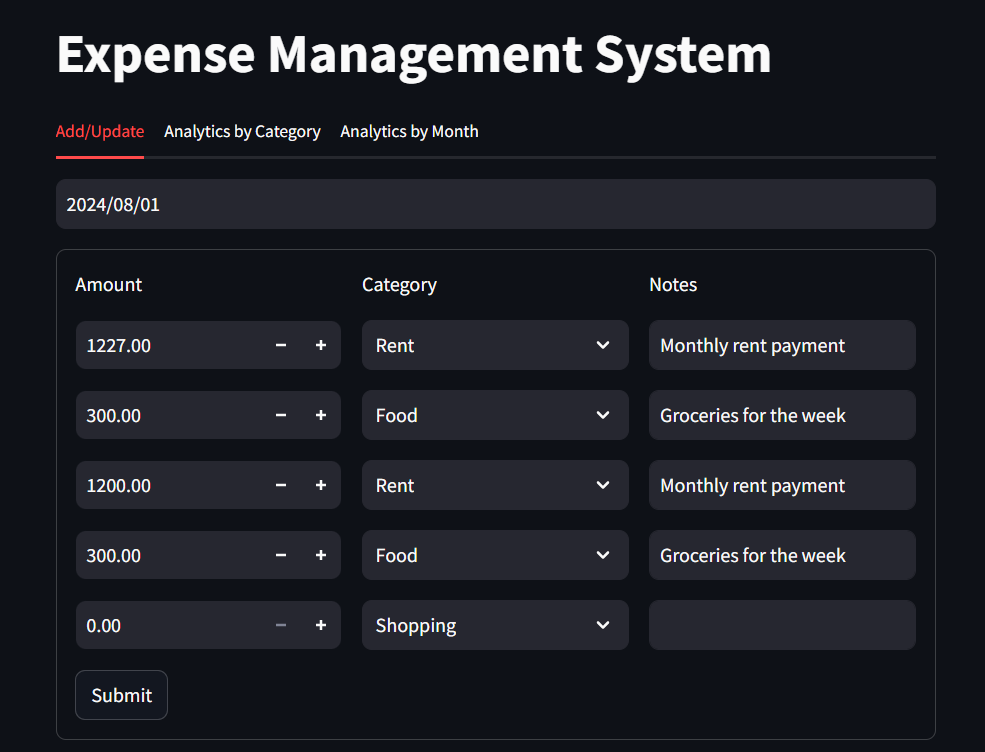 Expense Management System
Add/Update Analytics by Category Analytics by Month
2024/08/01
Amount Category Notes
1227.00 − + Rent Monthly rent payment
300.00 − + Food Groceries for the week
1200.00 − + Rent Monthly rent payment
300.00 − + Food Groceries for the week
0.00 − + Shopping
Submit